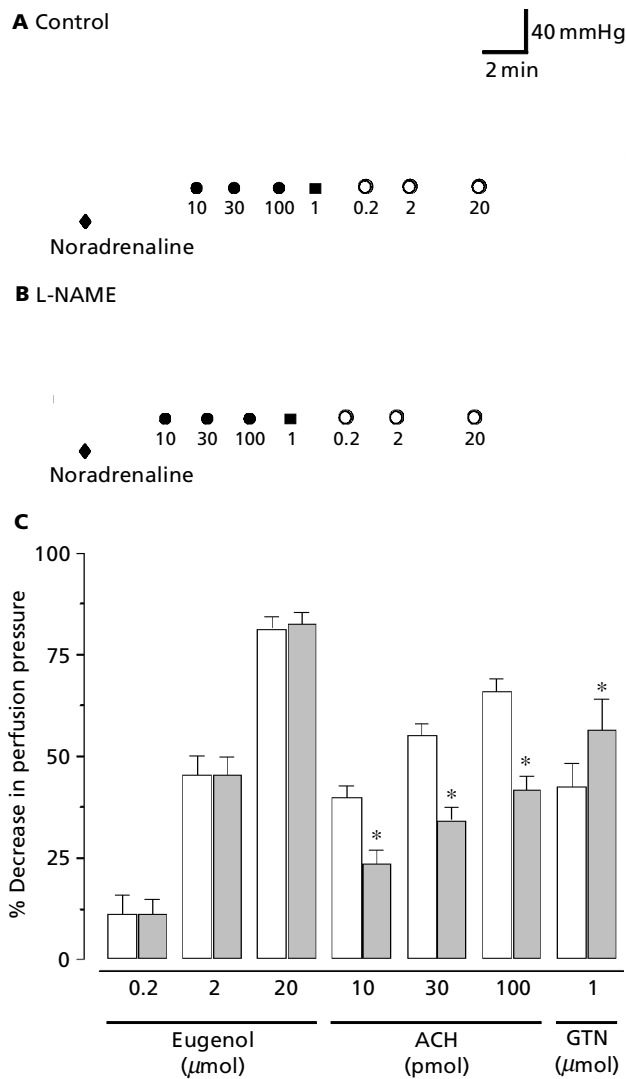 A Control
40 mmHg
2 min
10 30 100 1 0.2 2 20
Noradrenaline
B L-NAME
10 30 100 1 0.2 2 20
Noradrenaline
C
% Decrease in perfusion pressure
100
75
50
25
0
* * * *
0.2 2 20 10 30 100 1
Eugenol ACH GTN
(μmol) (pmol) (μmol)